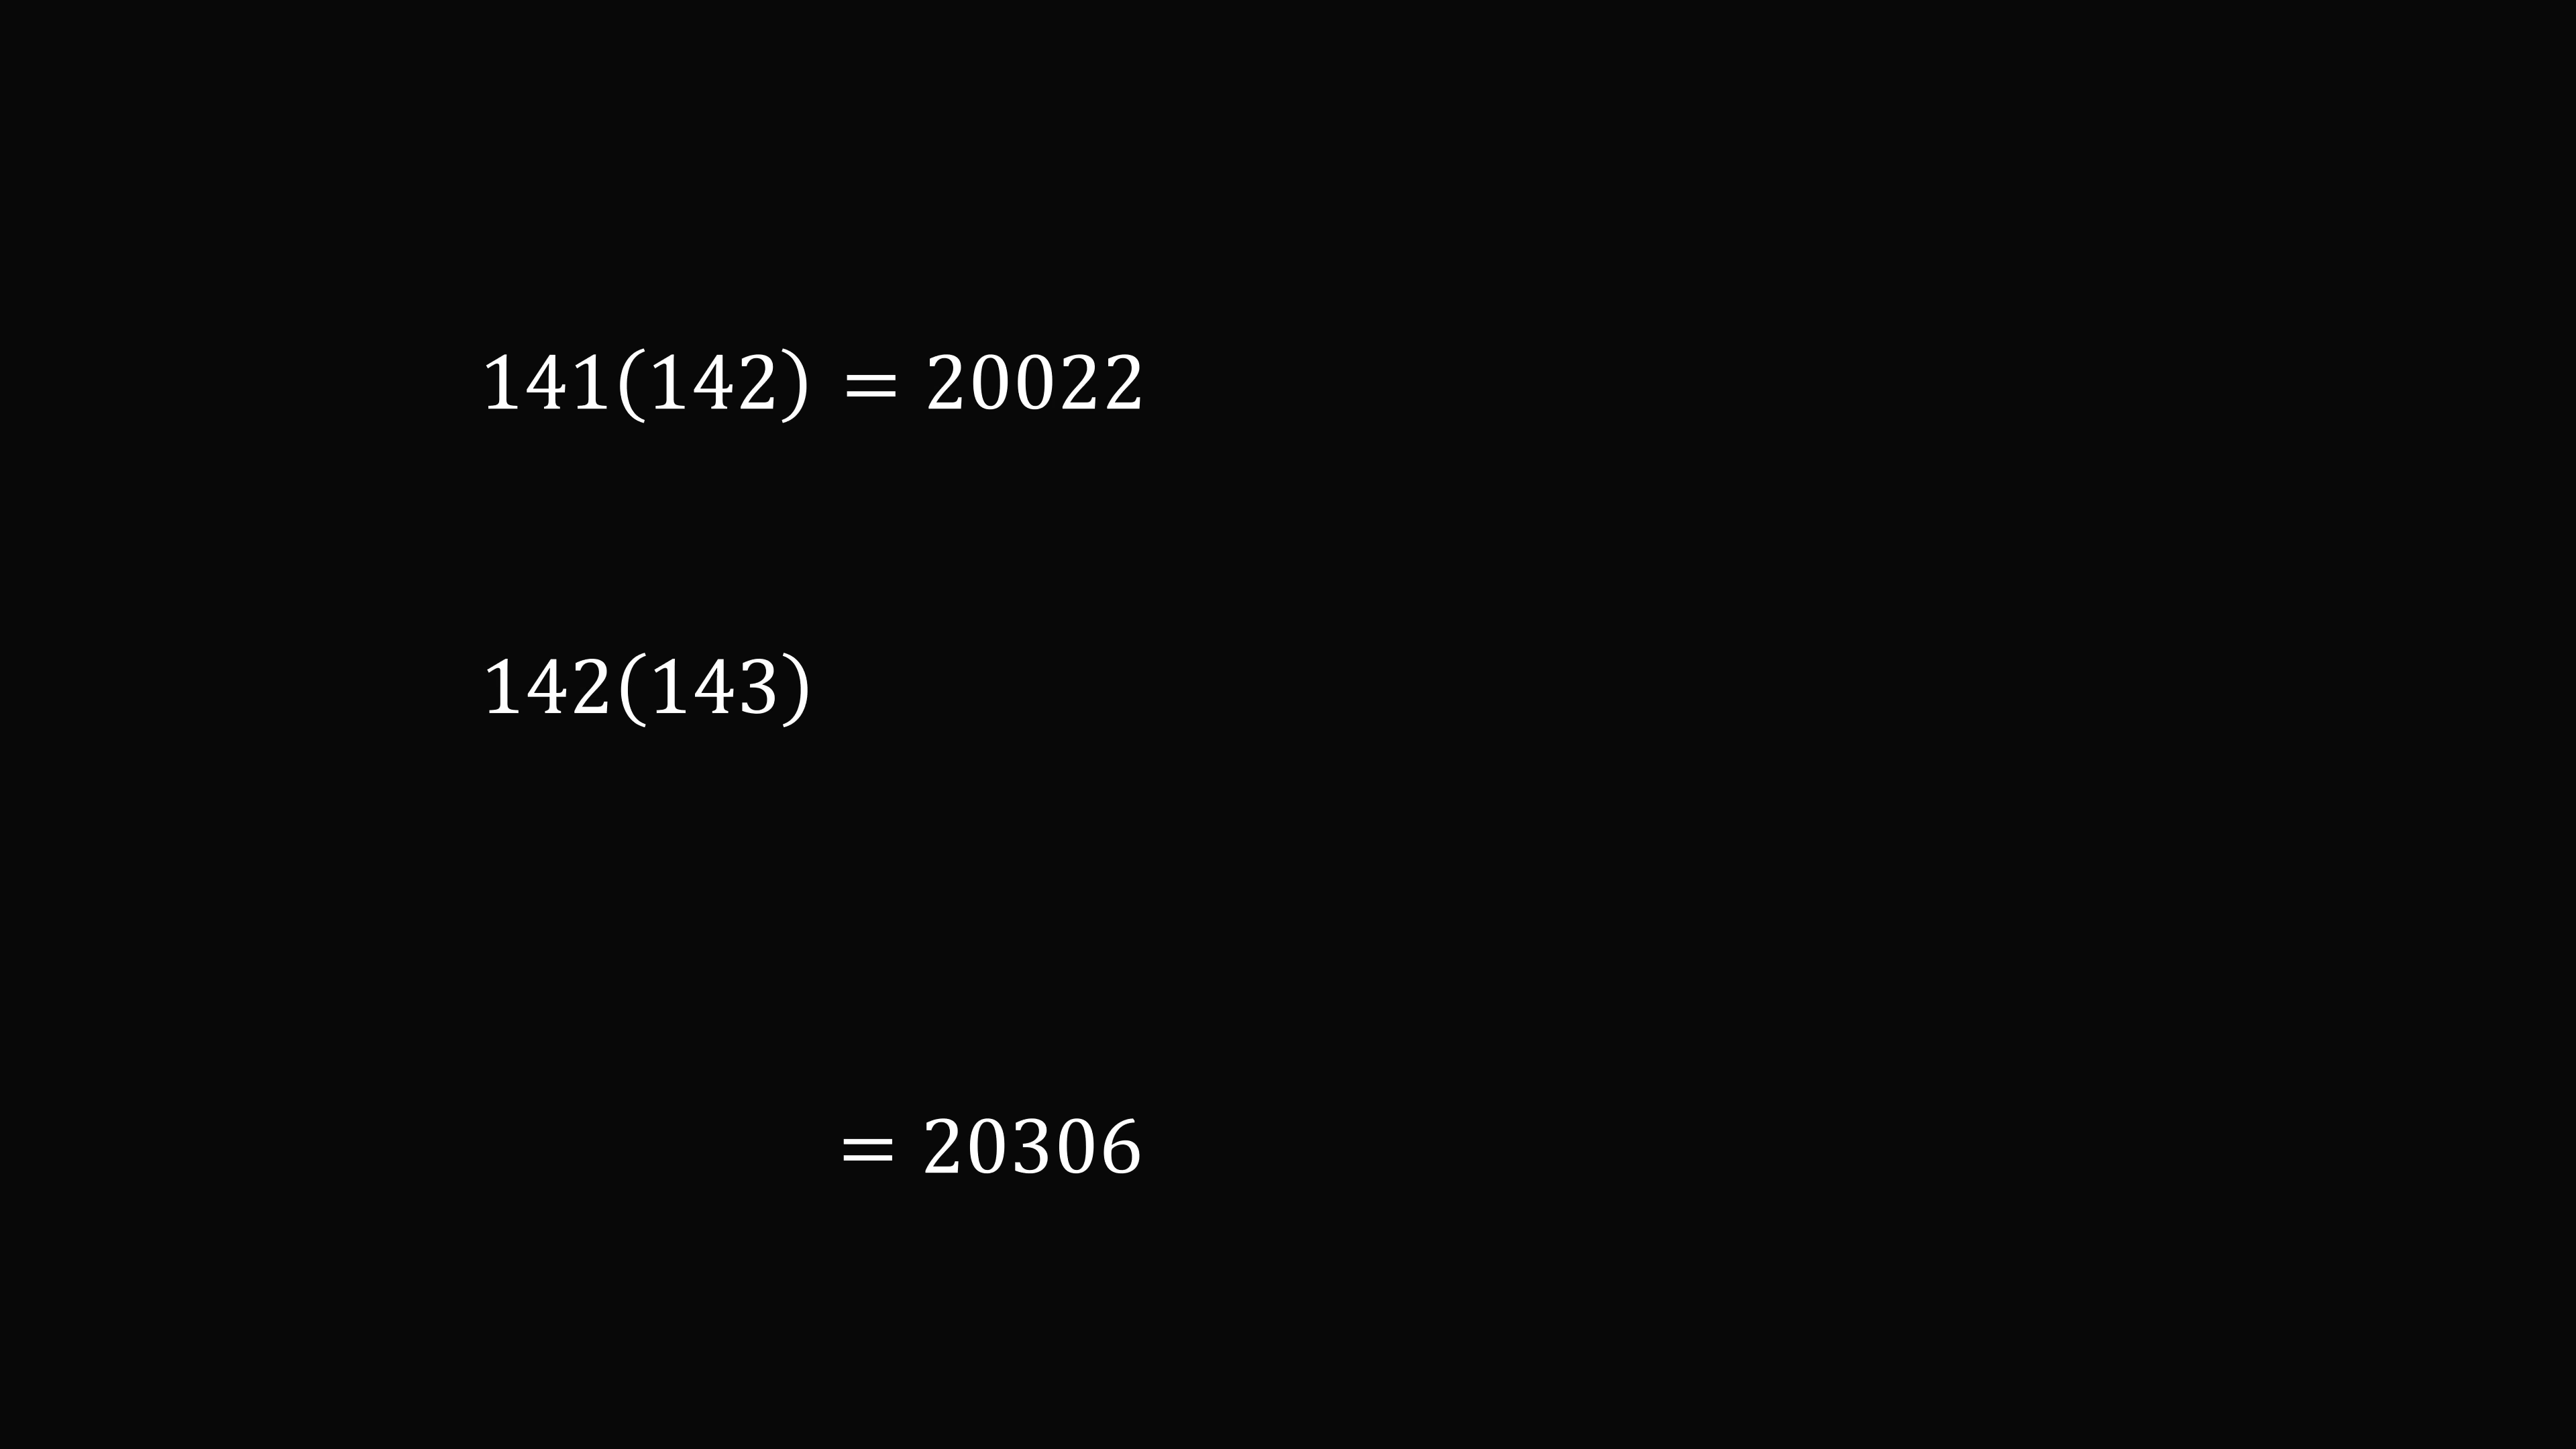 141(142) = 20022
142(143)
= 20306